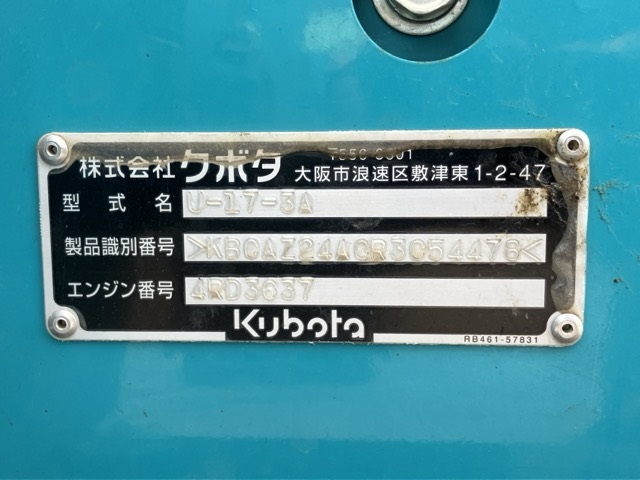 〒556-8601
株式会社クボタ 大阪市浪速区敷津東1-2-47
型式名 U-17-3A
製品識別番号 >KBCAZ24ACR3C54478<
エンジン番号 4RD3637
Kubota
RB461-57831